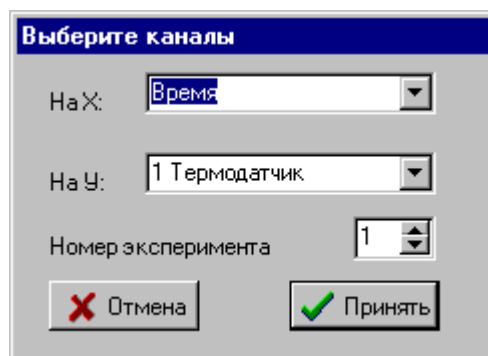 Выберите каналы
На X: Время
На У: 1 Термодатчик
Номер эксперимента 1
Отмена Принять